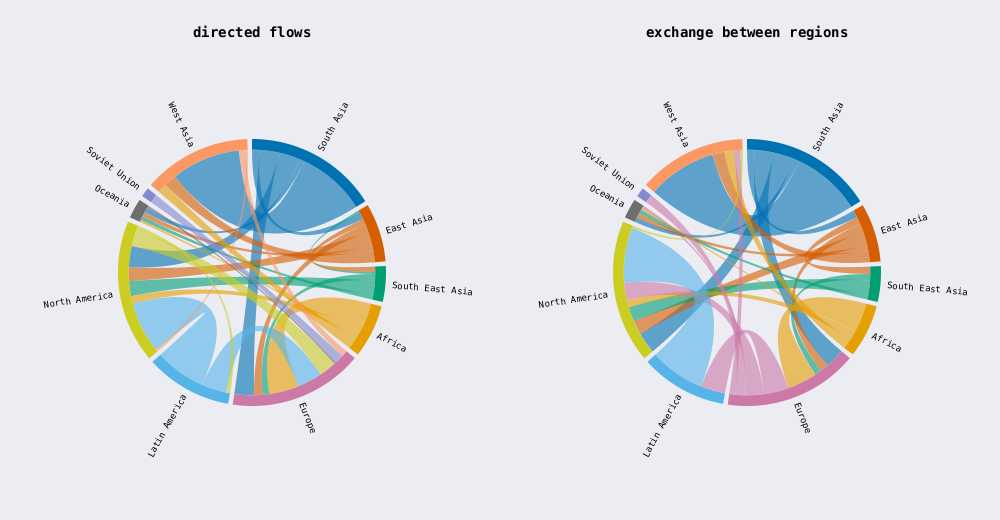 directed flows
South Asia
East Asia
South East Asia
Africa
Europe
Latin America
North America
Oceania
Soviet Union
West Asia
exchange between regions
South Asia
East Asia
South East Asia
Africa
Europe
Latin America
North America
Oceania
Soviet Union
West Asia